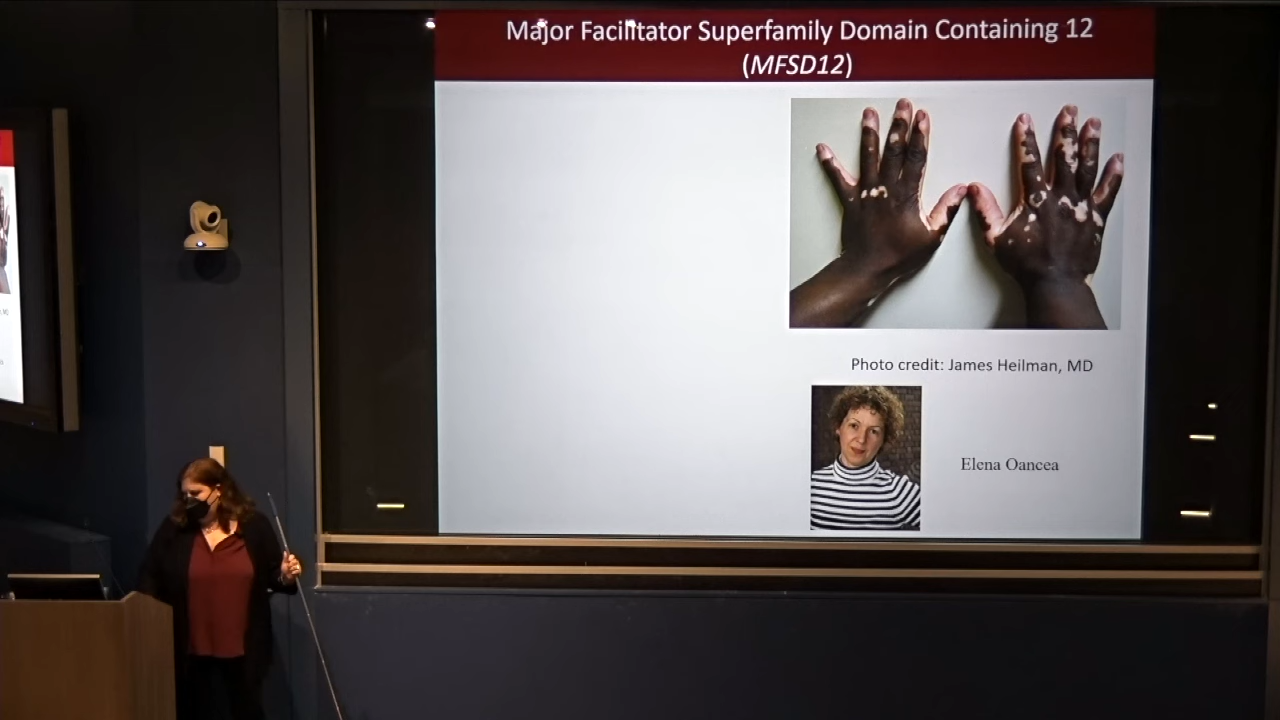 Major Facilitator Superfamily Domain Containing 12
(MFSD12)
Photo credit: James Heilman, MD
Elena Oancea